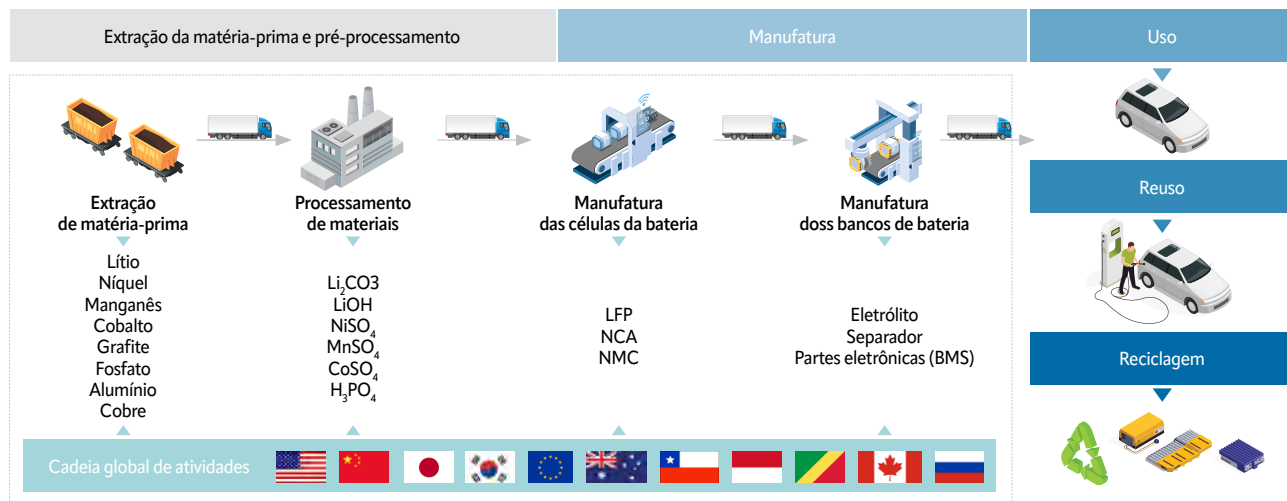 Extração da matéria-prima e pré-processamento
Manufatura
Uso
MINI
MINI
Extração
de matéria-prima
Processamento
de materiais
Manufatura
das células da bateria
Manufatura
doss bancos de bateria
Reuso
Lítio
Níquel
Manganês
Cobalto
Grafite
Fosfato
Alumínio
Cobre
Li₂CO3
LiOH
NiSO₄
MnSO₄
CoSO₄
H₃PO₄
LFP
NCA
NMC
Eletrólito
Separador
Partes eletrônicas (BMS)
Reciclagem
Cadeia global de atividades